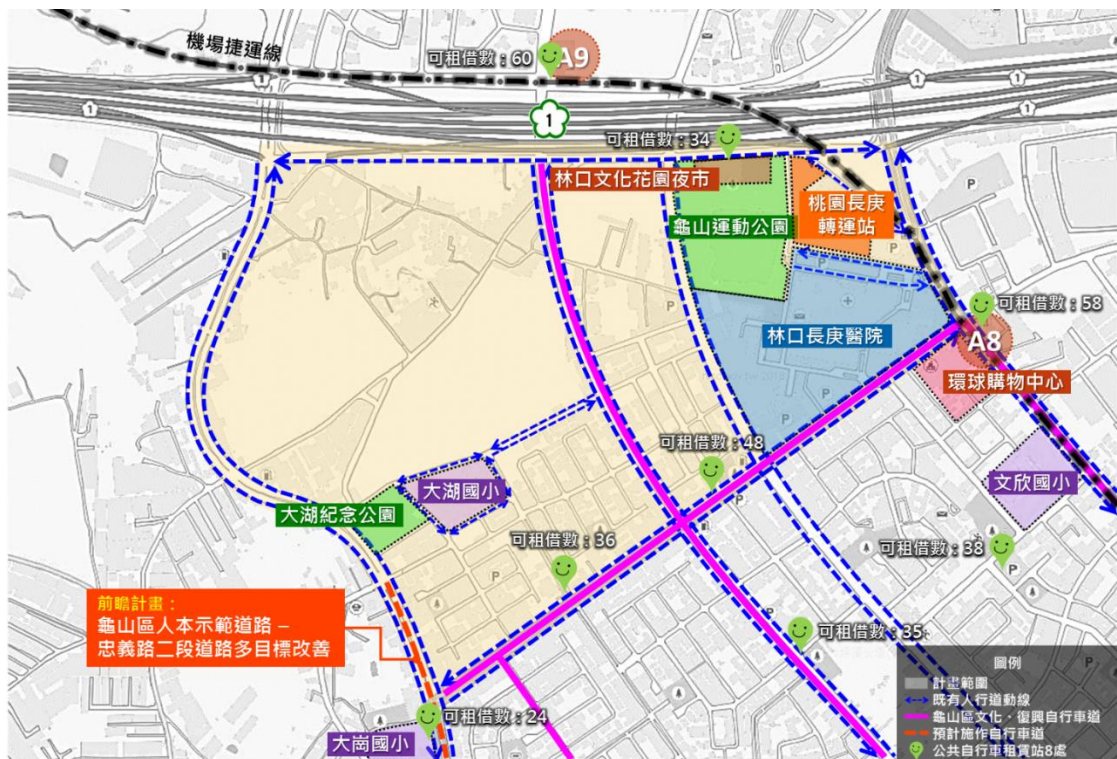 機場捷運線
可租借數：60
A9
1
1
1
1
1
可租借數：34
林口文化花園夜市
桃園長庚
轉運站
龜山運動公園
P
P
可租借數：58
林口長庚醫院
A8
環球購物中心
P
P
可租借數：48
大湖國小
文欣國小
大湖紀念公園
P
可租借數：36
可租借數：38
P
P
前瞻計畫：
龜山區人本示範道路 –
忠義路二段道路多目標改善
P
可租借數：35
圖例
計畫範圍
既有人行道動線
龜山區文化‧復興自行車道
預計施作自行車道
公共自行車租賃站8處
可租借數：24
大崗國小